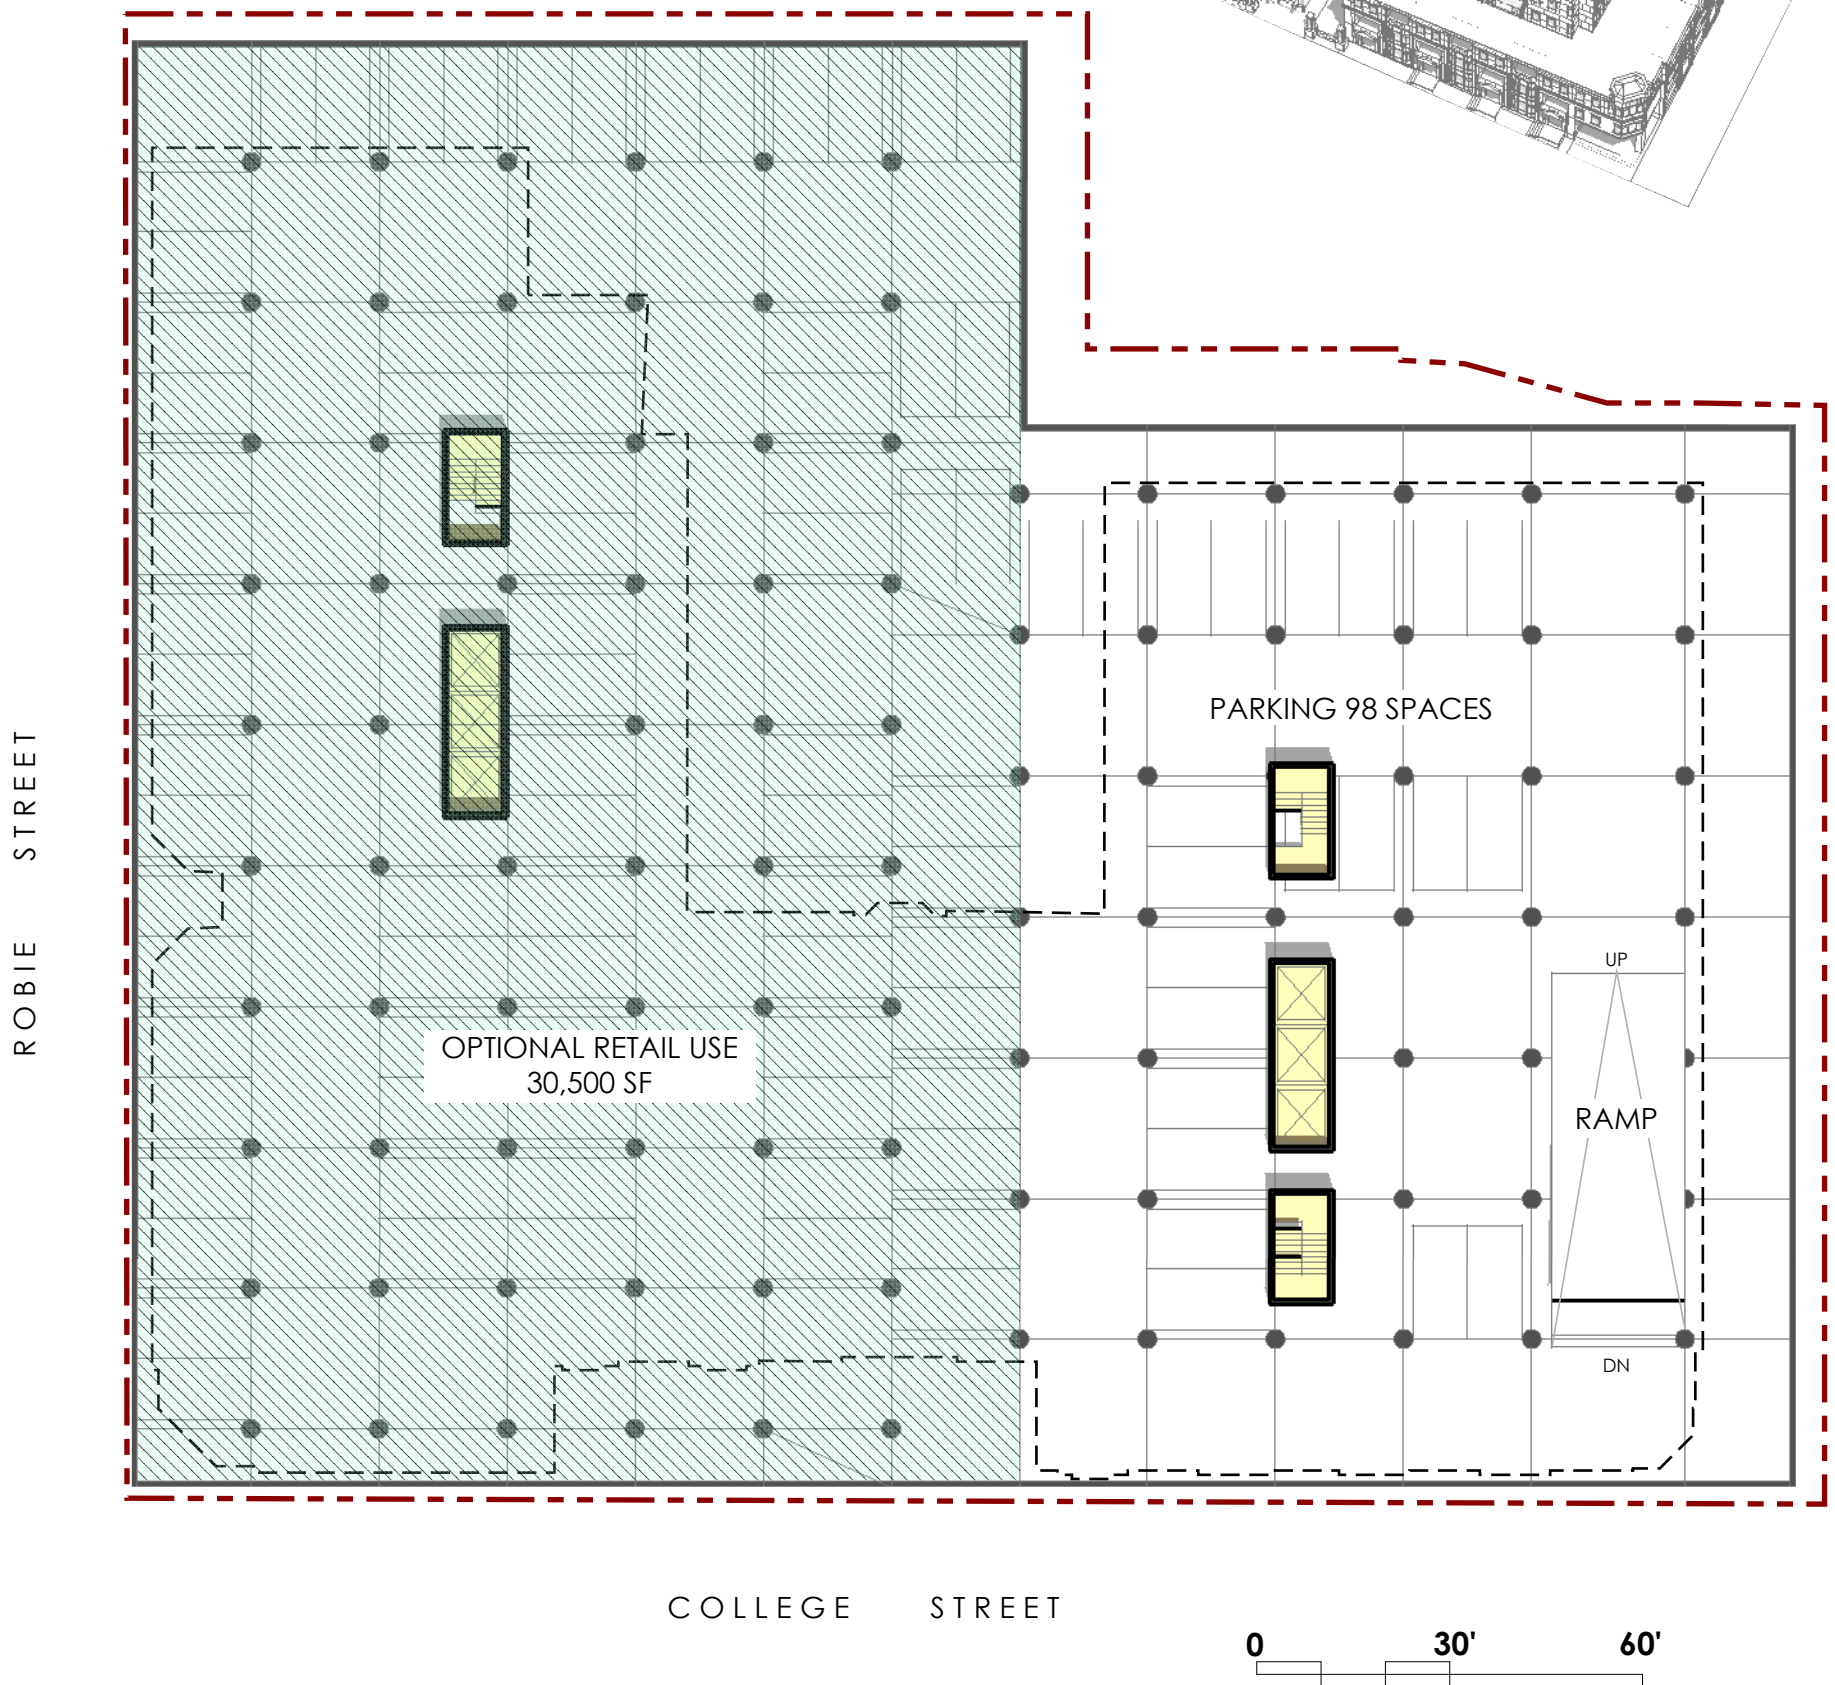 PARKING 98 SPACES
ROBIE STREET
UP
OPTIONAL RETAIL USE
30,500 SF
RAMP
DN
COLLEGE STREET
0 30' 60'